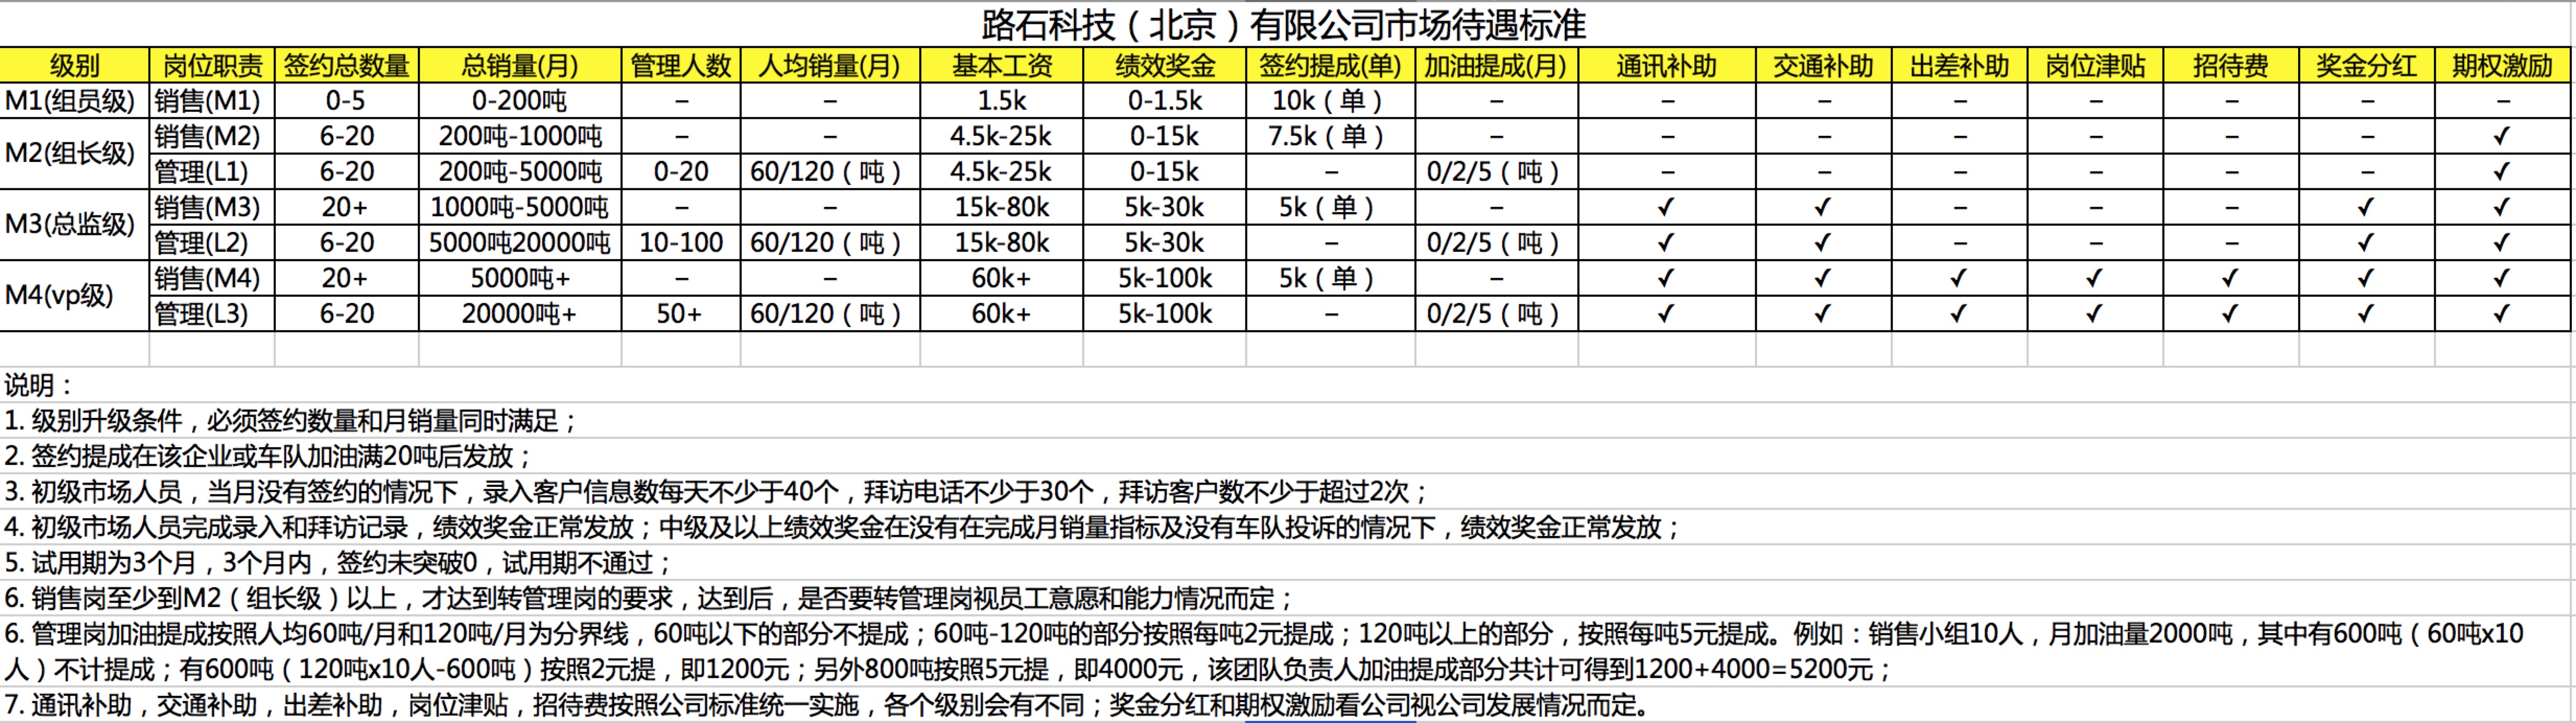 路石科技（北京）有限公司市场待遇标准
级别 岗位职责 签约总数量 总销量(月) 管理人数 人均销量(月) 基本工资 绩效奖金 签约提成(单) 加油提成(月) 通讯补助 交通补助 出差补助 岗位津贴 招待费 奖金分红 期权激励
M1(组员级) 销售(M1) 0-5 0-200吨 – – 1.5k 0-1.5k 10k（单） – – – – – – – –
M2(组长级) 销售(M2) 6-20 200吨-1000吨 – – 4.5k-25k 0-15k 7.5k（单） – – – – – – – ✓
管理(L1) 6-20 200吨-5000吨 0-20 60/120（吨） 4.5k-25k 0-15k – 0/2/5（吨） – – – – – – ✓
M3(总监级) 销售(M3) 20+ 1000吨-5000吨 – – 15k-80k 5k-30k 5k（单） – ✓ ✓ – – – ✓ ✓
管理(L2) 6-20 5000吨20000吨 10-100 60/120（吨） 15k-80k 5k-30k – 0/2/5（吨） ✓ ✓ – – – ✓ ✓
M4(vp级) 销售(M4) 20+ 5000吨+ – – 60k+ 5k-100k 5k（单） – ✓ ✓ ✓ ✓ ✓ ✓ ✓
管理(L3) 6-20 20000吨+ 50+ 60/120（吨） 60k+ 5k-100k – 0/2/5（吨） ✓ ✓ ✓ ✓ ✓ ✓ ✓
说明：
1. 级别升级条件，必须签约数量和月销量同时满足；
2. 签约提成在该企业或车队加油满20吨后发放；
3. 初级市场人员，当月没有签约的情况下，录入客户信息数每天不少于40个，拜访电话不少于30个，拜访客户数不少于超过2次；
4. 初级市场人员完成录入和拜访记录，绩效奖金正常发放；中级及以上绩效奖金在没有在完成月销量指标及没有车队投诉的情况下，绩效奖金正常发放；
5. 试用期为3个月，3个月内，签约未突破0，试用期不通过；
6. 销售岗至少到M2（组长级）以上，才达到转管理岗的要求，达到后，是否要转管理岗视员工意愿和能力情况而定；
6. 管理岗加油提成按照人均60吨/月和120吨/月为分界线，60吨以下的部分不提成；60吨-120吨的部分按照每吨2元提成；120吨以上的部分，按照每吨5元提成。例如：销售小组10人，月加油量2000吨，其中有600吨（60吨x10
人）不计提成；有600吨（120吨x10人-600吨）按照2元提，即1200元；另外800吨按照5元提，即4000元，该团队负责人加油提成部分共计可得到1200+4000=5200元；
7. 通讯补助，交通补助，出差补助，岗位津贴，招待费按照公司标准统一实施，各个级别会有不同；奖金分红和期权激励看公司视公司发展情况而定。